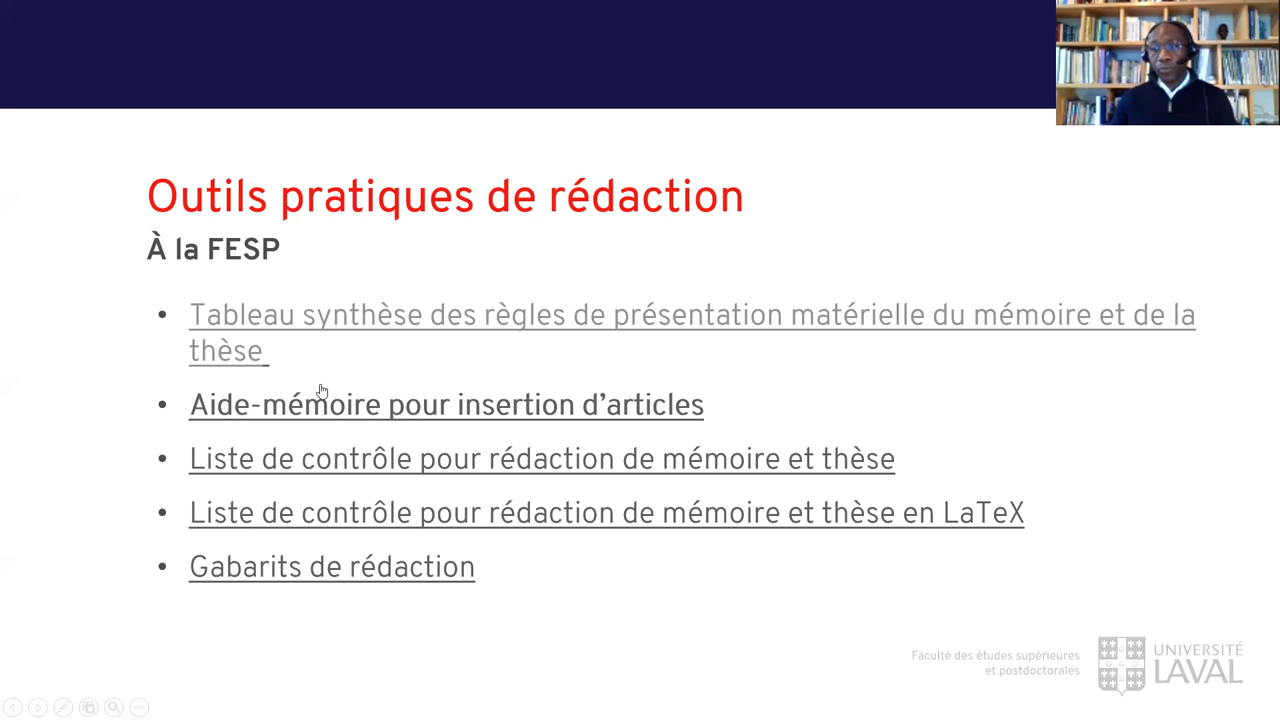 Outils pratiques de rédaction
À la FESP
• Tableau synthèse des règles de présentation matérielle du mémoire et de la
thèse
• Aide-mémoire pour insertion d’articles
• Liste de contrôle pour rédaction de mémoire et thèse
• Liste de contrôle pour rédaction de mémoire et thèse en LaTeX
• Gabarits de rédaction
Faculté des études supérieures
et postdoctorales
UNIVERSITÉ
LAVAL